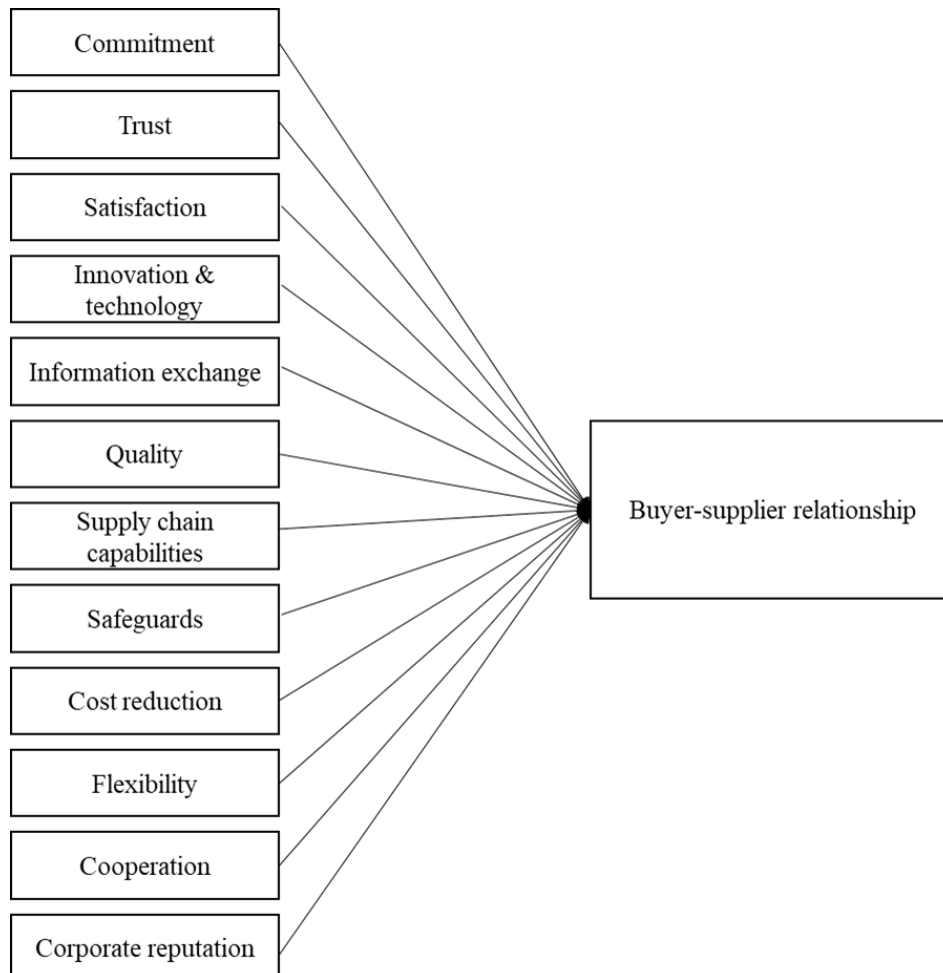 Commitment
Trust
Satisfaction
Innovation &
technology
Information exchange
Quality
Supply chain
capabilities
Safeguards
Cost reduction
Flexibility
Cooperation
Corporate reputation
Buyer-supplier relationship